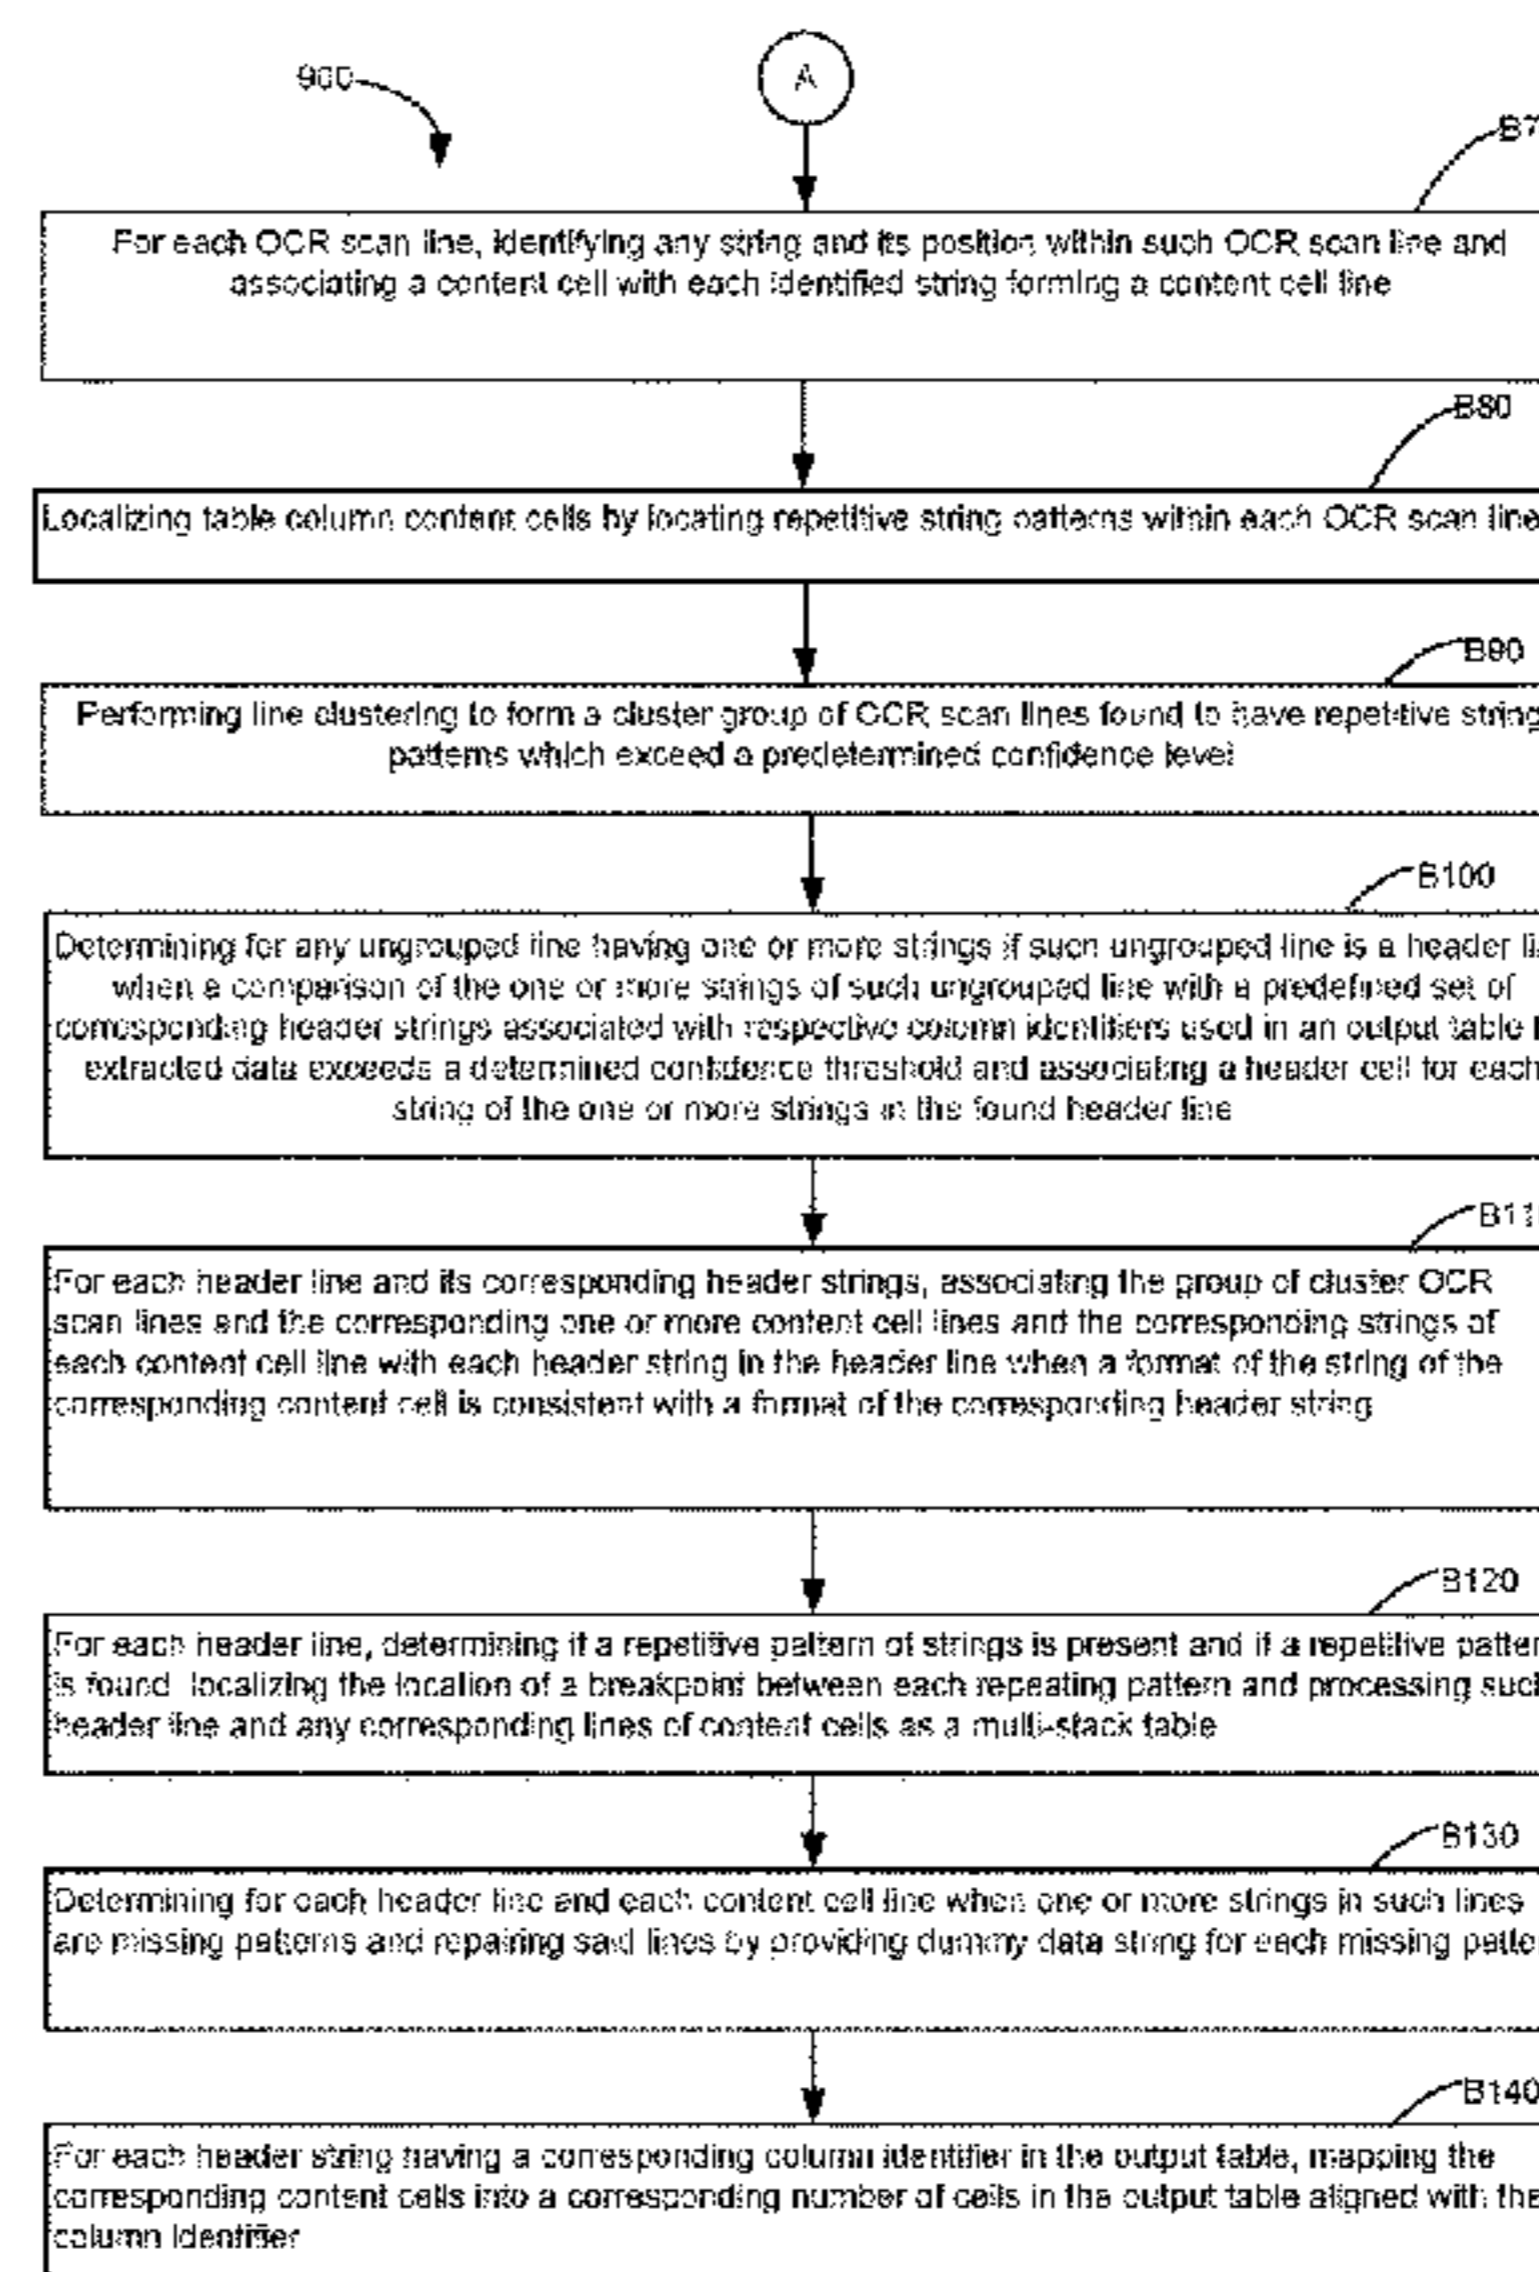 900
A
B7
For each OCR scan line, identifying any string and its position within such OCR scan line and
associating a content cell with each identified string forming a content cell line
B80
Localizing table column content cells by locating repetitive string patterns within each OCR scan line
B90
Performing line clustering to form a cluster group of OCR scan lines found to have repetitive string
patterns which exceed a predetermined confidence level
B100
Determining for any ungrouped line having one or more strings if such ungrouped line is a header li
when a comparison of the one or more strings of such ungrouped line with a predefined set of
corresponding header strings associated with respective column identifiers used in an output table
extracted data exceeds a determined confidence threshold and associating a header cell for each
string of the one or more strings in the found header line
B11
For each header line and its corresponding header strings, associating the group of cluster OCR
scan lines and the corresponding one or more content cell lines and the corresponding strings of
each content cell line with each header string in the header line when a format of the string of the
corresponding content cell is consistent with a format of the corresponding header string
B120
For each header line, determining if a repetitive pattern of strings is present and if a repetitive patter
is found localizing the location of a breakpoint between each repeating pattern and processing such
header line and any corresponding lines of content cells as a multi-stack table
B130
Determining for each header line and each content cell line when one or more strings in such lines
are missing patterns and repairing said lines by providing dummy data string for each missing patte
B140
For each header string having a corresponding column identifier in the output table, mapping the
corresponding content cells into a corresponding number of cells in the output table aligned with the
column identifier